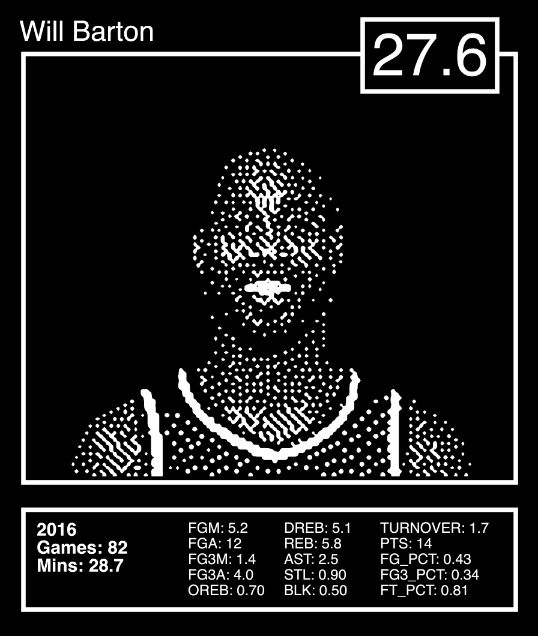 Will Barton
27.6
2016
Games: 82
Mins: 28.7
FGM: 5.2
FGA: 12
FG3M: 1.4
FG3A: 4.0
OREB: 0.70
DREB: 5.1
REB: 5.8
AST: 2.5
STL: 0.90
BLK: 0.50
TURNOVER: 1.7
PTS: 14
FG_PCT: 0.43
FG3_PCT: 0.34
FT_PCT: 0.81